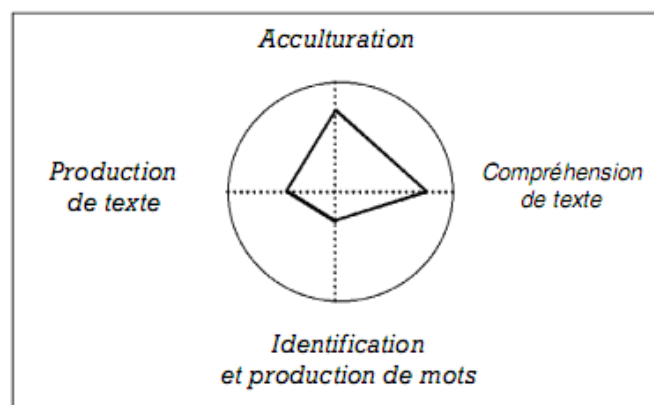 Acculturation
Production
de texte
Compréhension
de texte
Identification
et production de mots